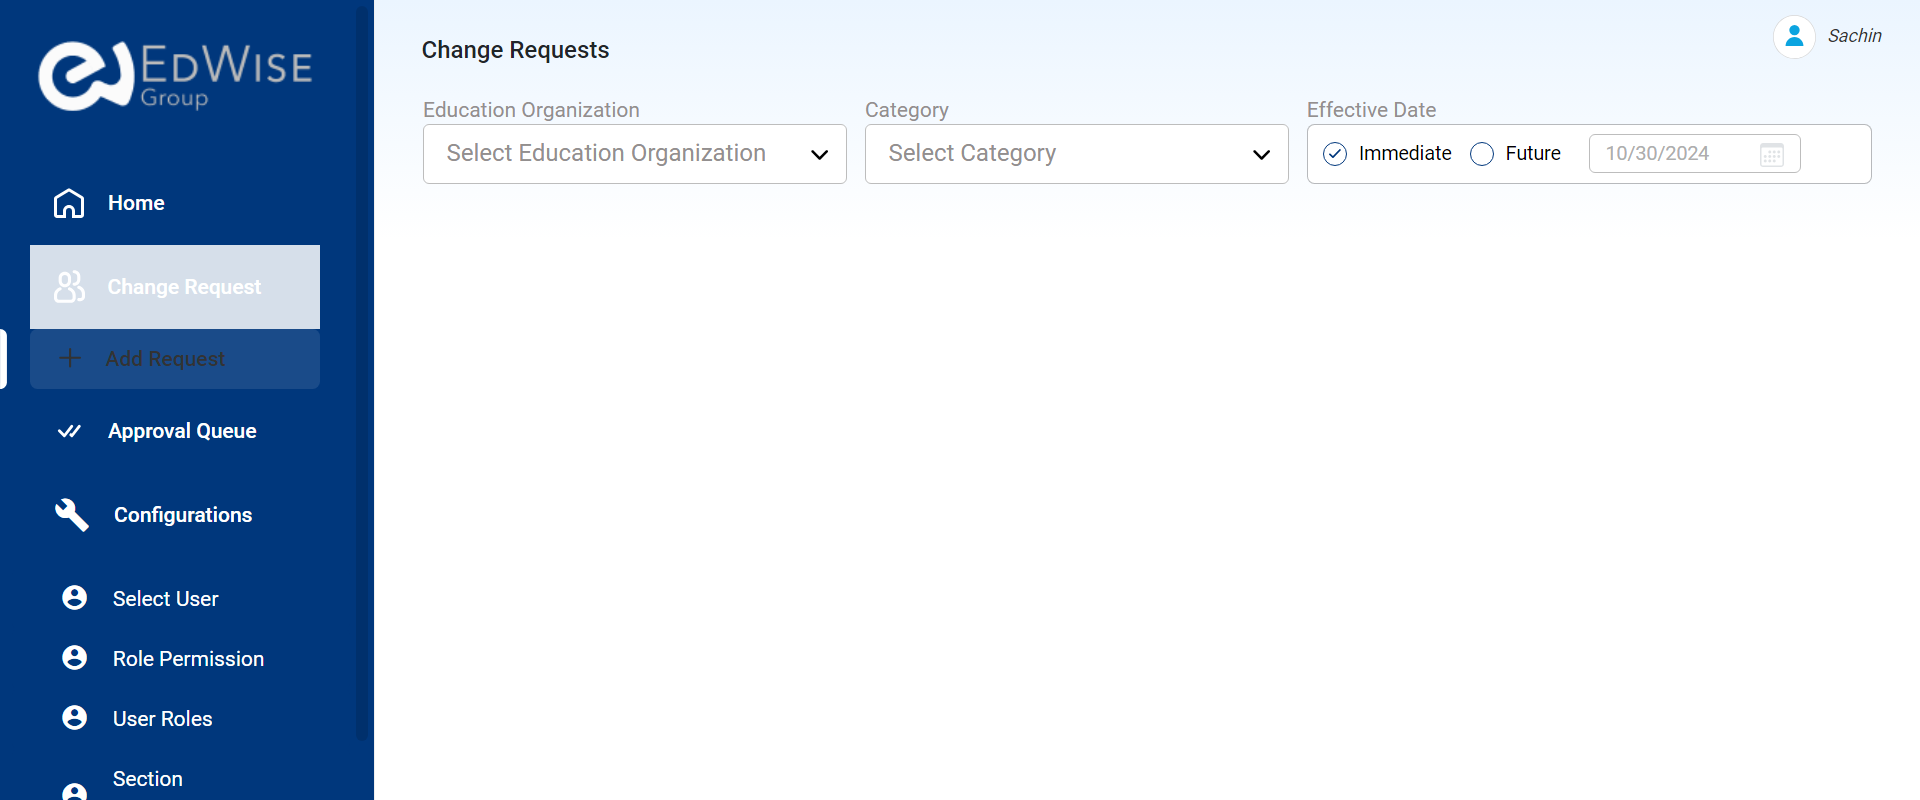 EDWISE
Group
Home
Change Request
Add Request
Approval Queue
Configurations
Select User
Role Permission
User Roles
Section
Change Requests
Sachin
Education Organization
Select Education Organization
Category
Select Category
Effective Date
Immediate Future 10/30/2024